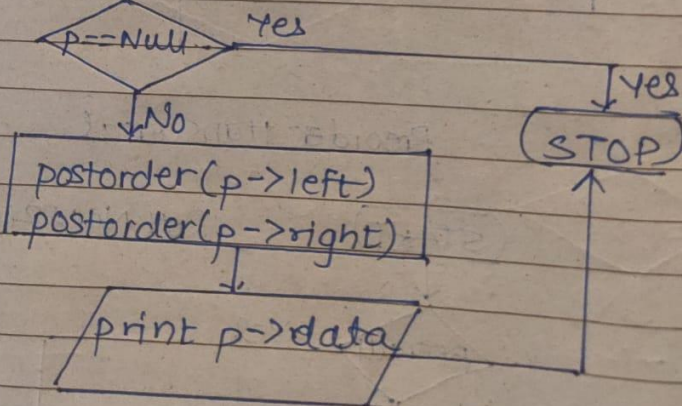 p==Null
Yes
Yes
No
STOP
postorder(p->left)
postorder(p->right)
print p->data